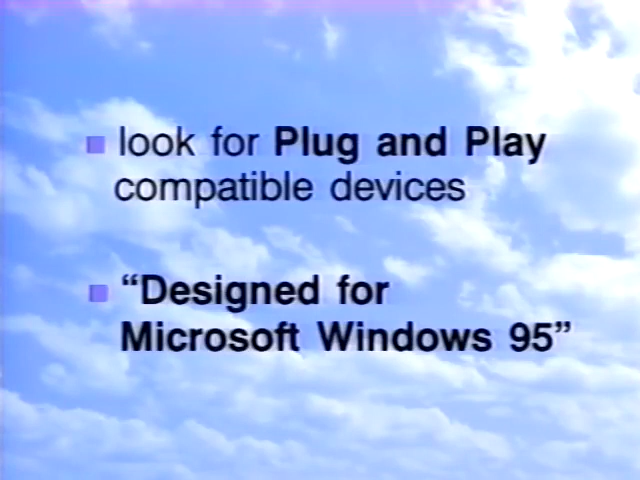 look for Plug and Play
compatible devices
“Designed for
Microsoft Windows 95”